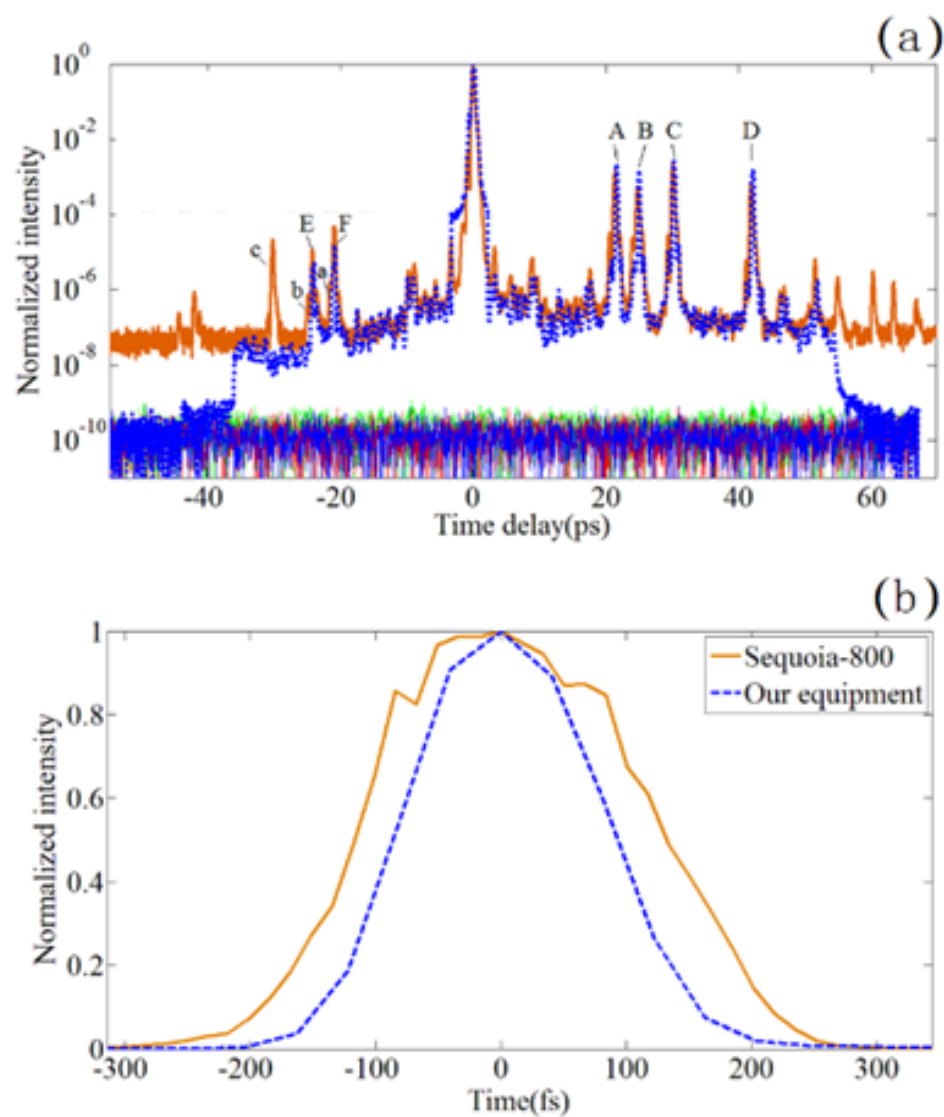 (a)
10^0
10^-2
10^-4
10^-6
10^-8
10^-10
Normalized intensity
A B C D
E F
c
b a
-40 -20 0 20 40 60
Time delay(ps)
(b)
1
0.8
0.6
0.4
0.2
0
Normalized intensity
Sequoia-800
Our equipment
-300 -200 -100 0 100 200 300
Time(fs)